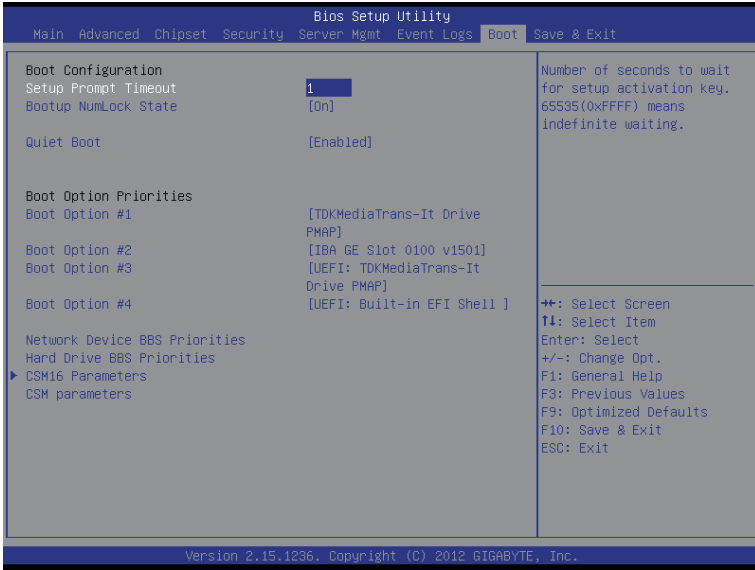 Bios Setup Utility
Main Advanced Chipset Security Server Mgmt Event Logs Boot Save & Exit
Boot Configuration
Setup Prompt Timeout 1
Bootup NumLock State [On]
Quiet Boot [Enabled]
Boot Option Priorities
Boot Option #1 [TDKMediaTrans-It Drive
PMAP]
Boot Option #2 [IBA GE Slot 0100 v1501]
Boot Option #3 [UEFI: TDKMediaTrans-It
Drive PMAP]
Boot Option #4 [UEFI: Built-in EFI Shell ]
Network Device BBS Priorities
Hard Drive BBS Priorities
CSM16 Parameters
CSM parameters
Number of seconds to wait
for setup activation key.
65535(0xFFFF) means
indefinite waiting.
→←: Select Screen
↑↓: Select Item
Enter: Select
+/-: Change Opt.
F1: General Help
F3: Previous Values
F9: Optimized Defaults
F10: Save & Exit
ESC: Exit
Version 2.15.1236. Copyright (C) 2012 GIGABYTE, Inc.